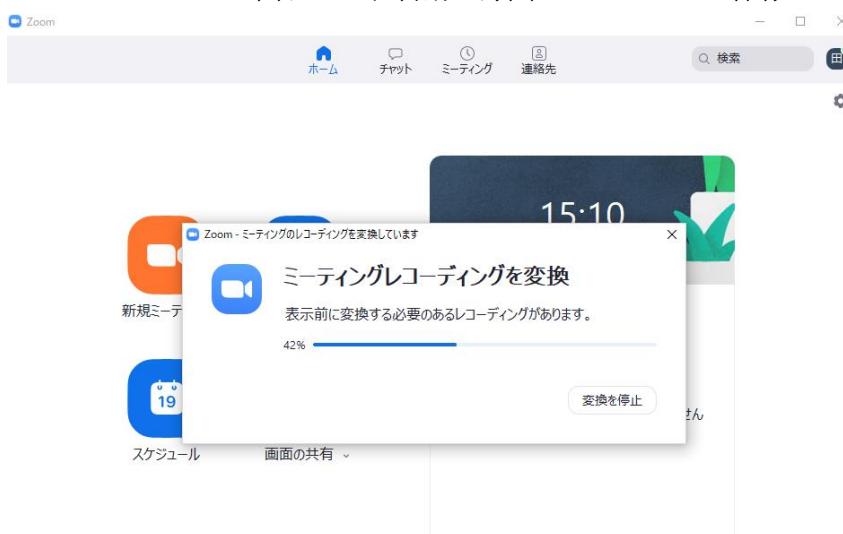 Zoom
ホーム
チャット
ミーティング
連絡先
検索
田
15:10
Zoom - ミーティングのレコーディングを変換しています
ミーティングレコーディングを変換
表示前に変換する必要のあるレコーディングがあります。
42%
変換を停止
新規ミーテ
19
せん
スケジュール
画面の共有